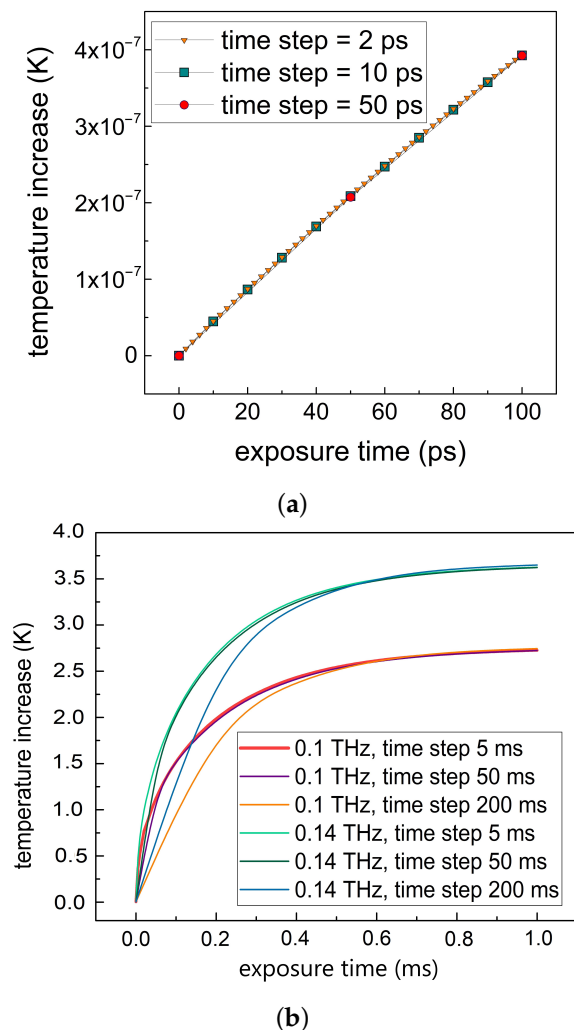 4x10⁻⁷
3x10⁻⁷
2x10⁻⁷
1x10⁻⁷
0
temperature increase (K)
time step = 2 ps
time step = 10 ps
time step = 50 ps
0 20 40 60 80 100
exposure time (ps)
(a)
4.0
3.5
3.0
2.5
2.0
1.5
1.0
0.5
0.0
temperature increase (K)
0.1 THz, time step 5 ms
0.1 THz, time step 50 ms
0.1 THz, time step 200 ms
0.14 THz, time step 5 ms
0.14 THz, time step 50 ms
0.14 THz, time step 200 ms
0.0 0.2 0.4 0.6 0.8 1.0
exposure time (ms)
(b)